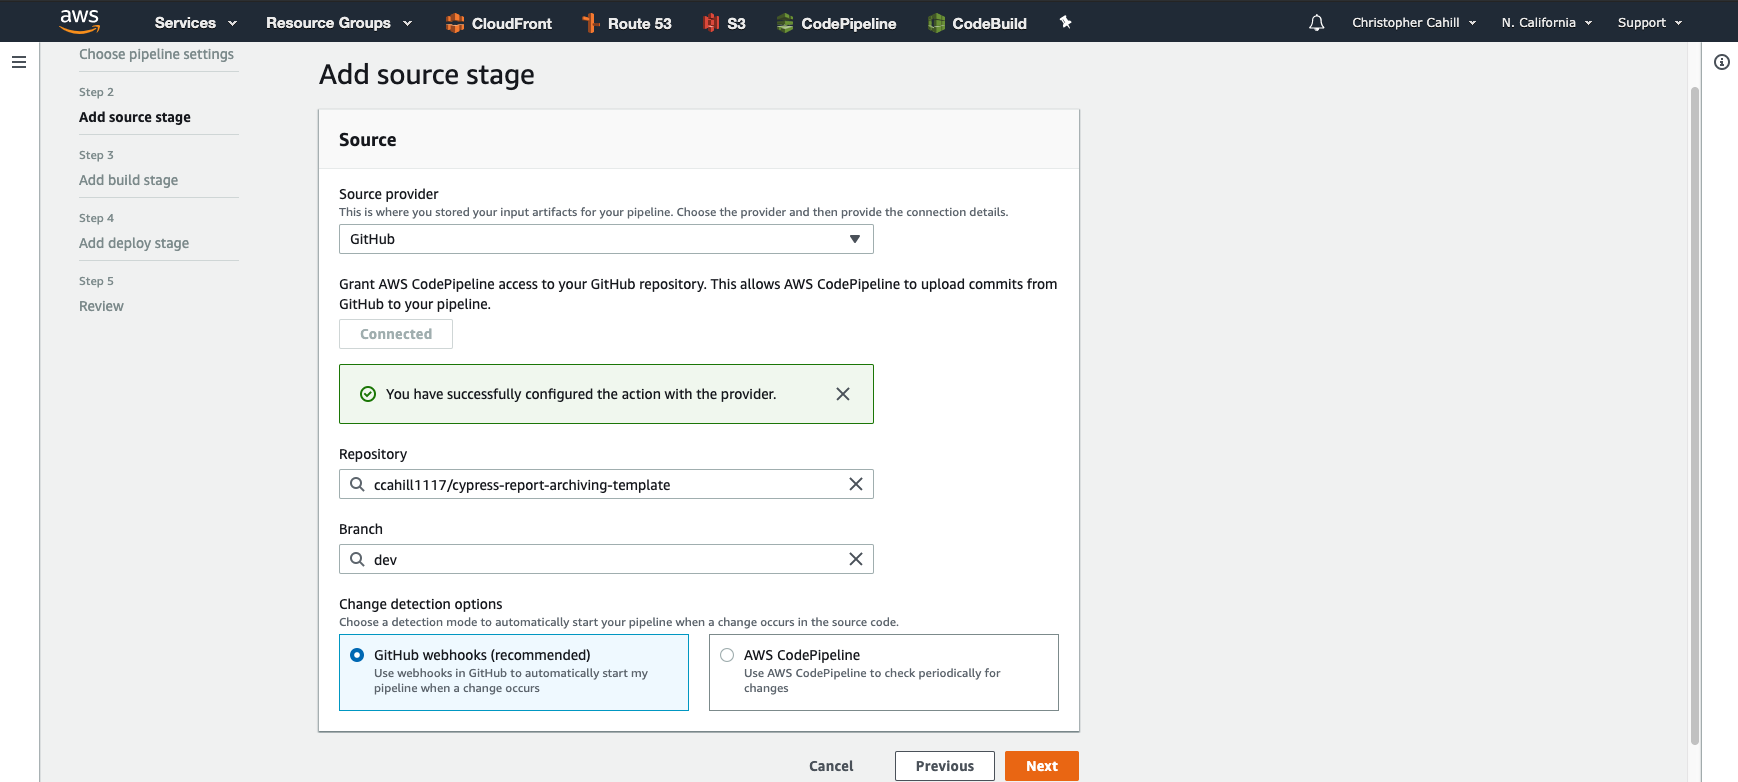 aws
Services Resource Groups CloudFront Route 53 S3 CodePipeline CodeBuild Christopher Cahill N. California Support
Choose pipeline settings
Step 2
Add source stage
Step 3
Add build stage
Step 4
Add deploy stage
Step 5
Review
Add source stage
Source
Source provider
This is where you stored your input artifacts for your pipeline. Choose the provider and then provide the connection details.
GitHub
Grant AWS CodePipeline access to your GitHub repository. This allows AWS CodePipeline to upload commits from
GitHub to your pipeline.
Connected
You have successfully configured the action with the provider.
Repository
ccahill1117/cypress-report-archiving-template
Branch
dev
Change detection options
Choose a detection mode to automatically start your pipeline when a change occurs in the source code.
GitHub webhooks (recommended)
Use webhooks in GitHub to automatically start my
pipeline when a change occurs
AWS CodePipeline
Use AWS CodePipeline to check periodically for
changes
Cancel Previous Next